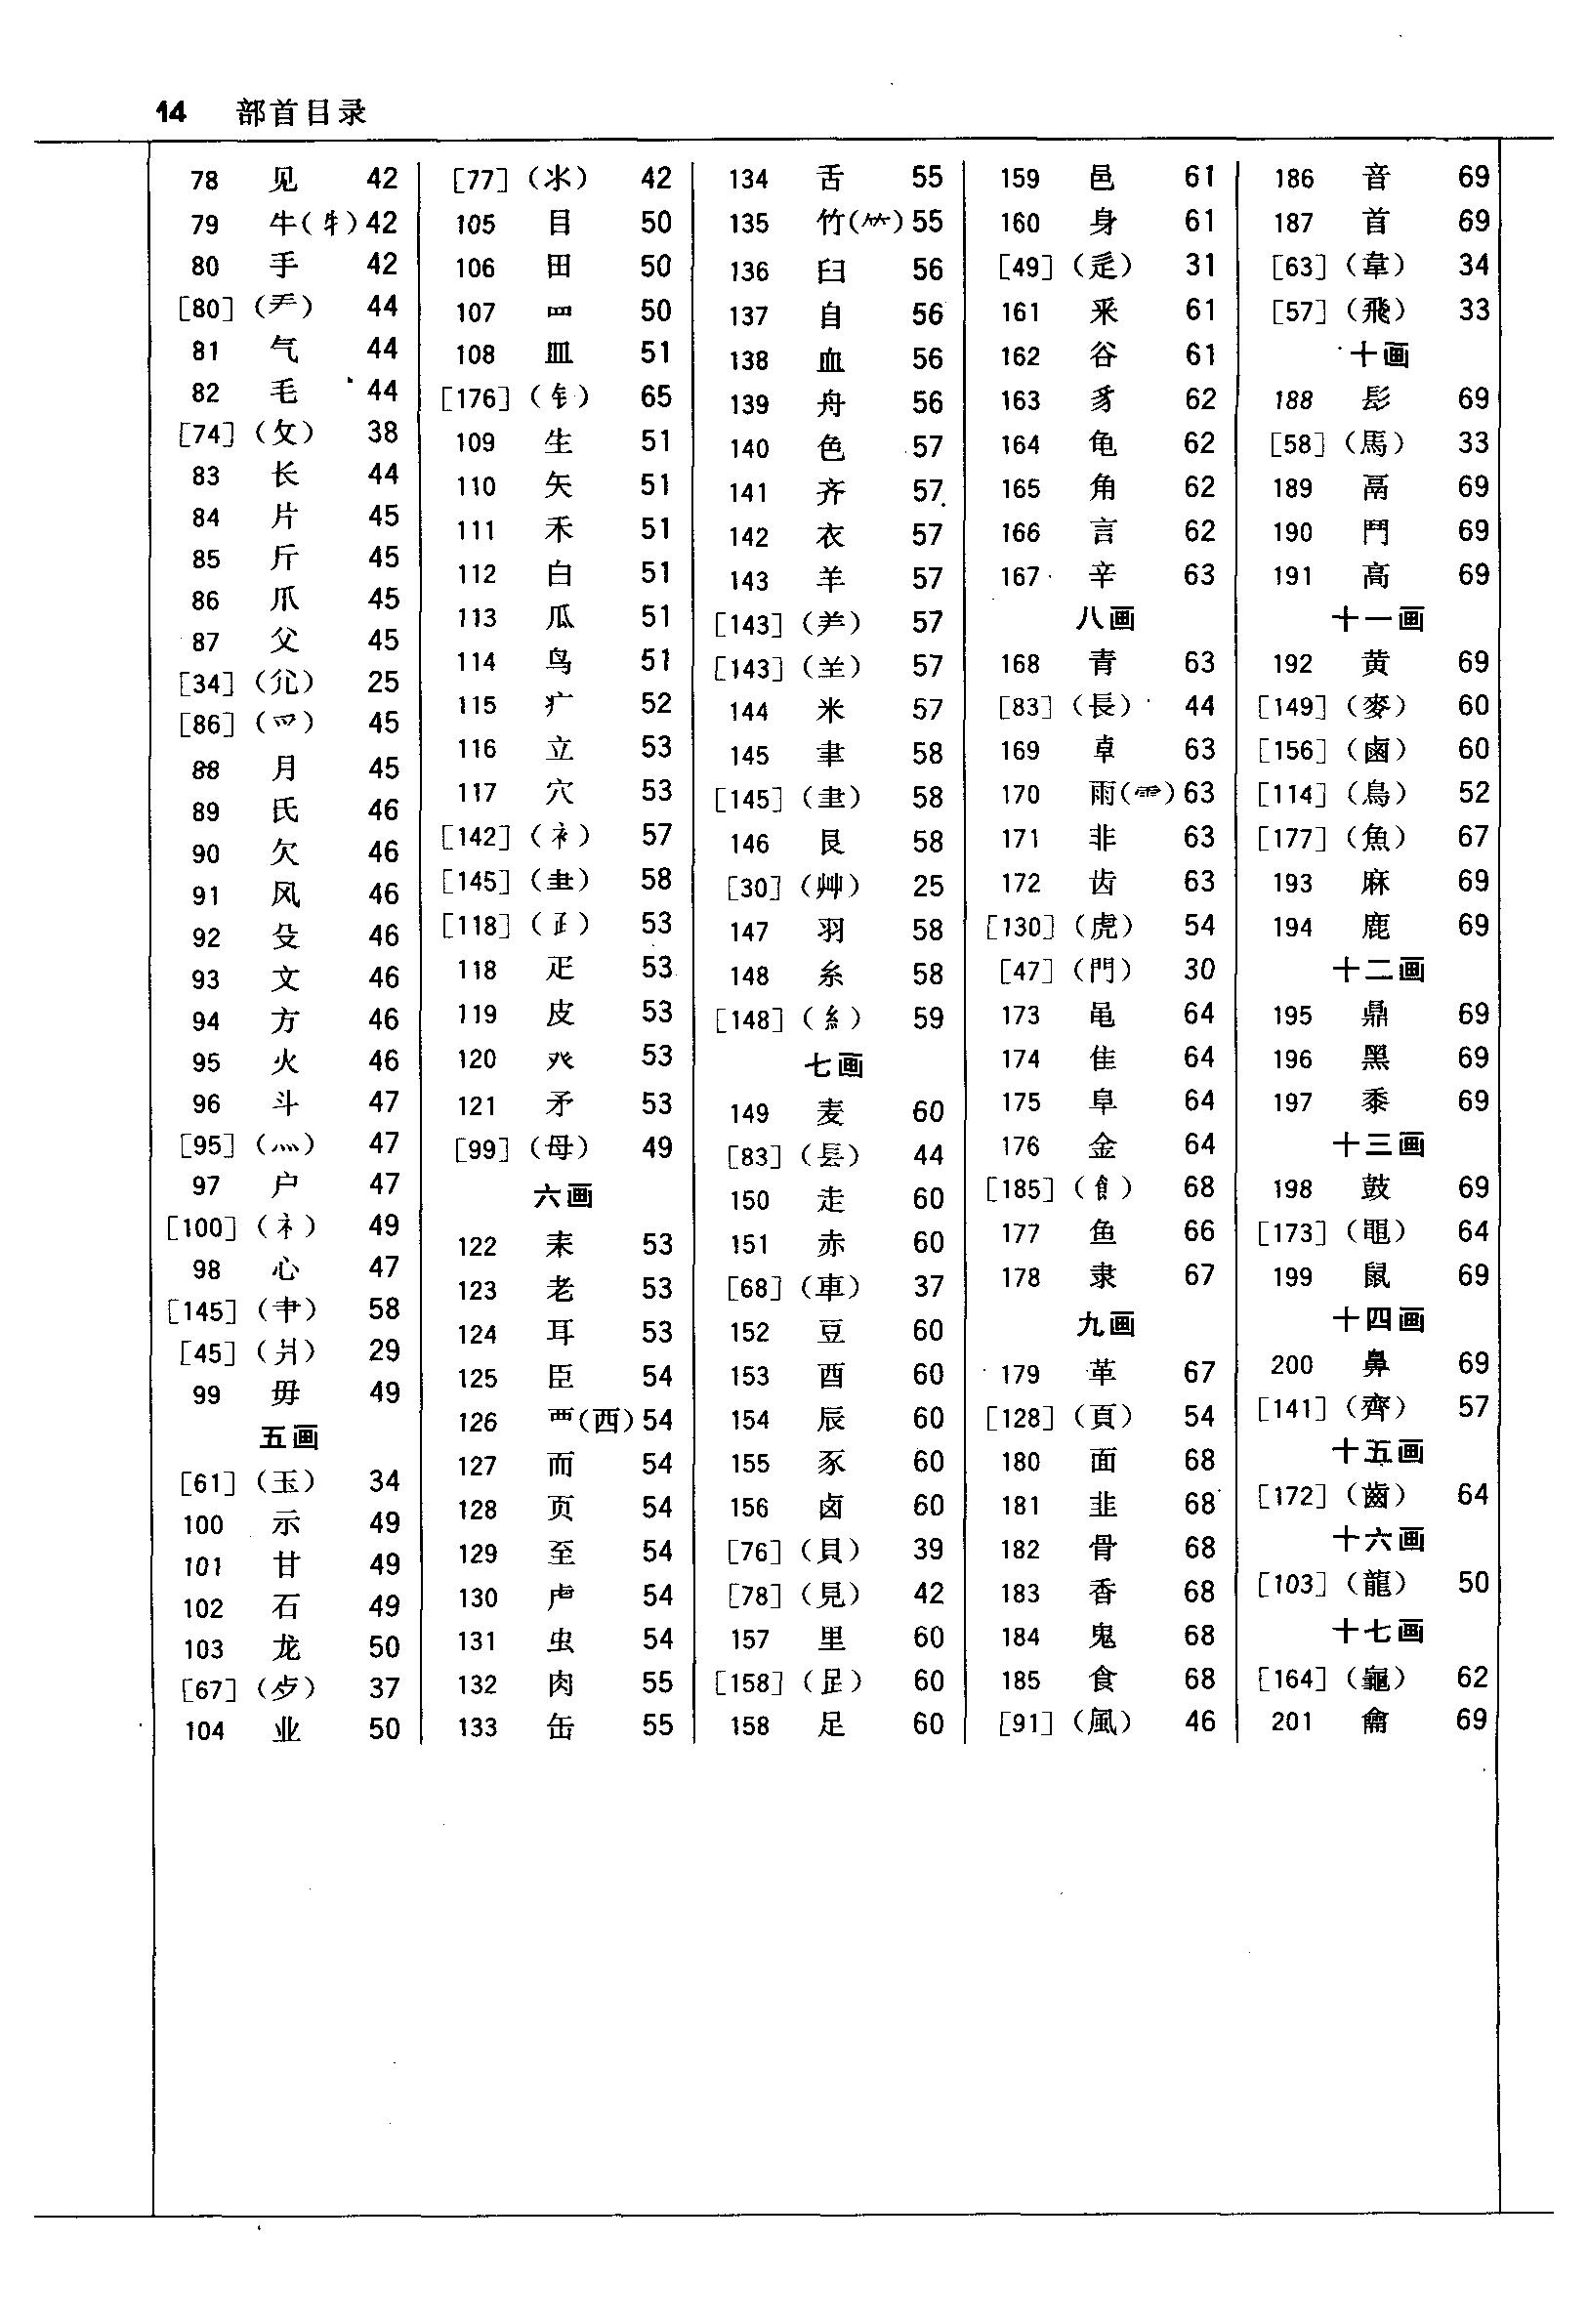 14 部首目录
78 见 42
79 牛(牜) 42
80 手 42
[80] (龵) 44
81 气 44
82 毛 44
[74] (攵) 38
83 长 44
84 片 45
85 斤 45
86 爪 45
87 父 45
[34] (尣) 25
[86] (爫) 45
88 月 45
89 氏 46
90 欠 46
91 风 46
92 殳 46
93 文 46
94 方 46
95 火 46
96 斗 47
[95] (灬) 47
97 户 47
[100] (礻) 49
98 心 47
[145] (肀) 58
[45] (爿) 29
99 毋 49
五画
[61] (玉) 34
100 示 49
101 甘 49
102 石 49
103 龙 50
[67] (歺) 37
104 业 50
[77] (氺) 42
105 目 50
106 田 50
107 罒 50
108 皿 51
[176] (钅) 65
109 生 51
110 矢 51
111 禾 51
112 白 51
113 瓜 51
114 鸟 51
115 疒 52
116 立 53
117 穴 53
[142] (衤) 57
[145] (⺻) 58
[118] (⺪) 53
118 疋 53
119 皮 53
120 癶 53
121 矛 53
[99] (母) 49
六画
122 耒 53
123 老 53
124 耳 53
125 臣 54
126 覀(西) 54
127 而 54
128 页 54
129 至 54
130 虍 54
131 虫 54
132 肉 55
133 缶 55
134 舌 55
135 竹(⺮) 55
136 臼 56
137 自 56
138 血 56
139 舟 56
140 色 57
141 齐 57
142 衣 57
143 羊 57
[143] (⺶) 57
[143] (⺷) 57
144 米 57
145 聿 58
[145] (⺻) 58
146 艮 58
[30] (艸) 25
147 羽 58
148 糸 58
[148] (糹) 59
七画
149 麦 60
[83] (镸) 44
150 走 60
151 赤 60
[68] (車) 37
152 豆 60
153 酉 60
154 辰 60
155 豕 60
156 卤 60
[76] (貝) 39
[78] (見) 42
157 里 60
[158] (⻊) 60
158 足 60
159 邑 61
160 身 61
[49] (辵) 31
161 釆 61
162 谷 61
163 豸 62
164 龟 62
165 角 62
166 言 62
167 辛 63
八画
168 青 63
[83] (長) 44
169 卓 63
170 雨(⻗) 63
171 非 63
172 齿 63
[130] (虎) 54
[47] (門) 30
173 黾 64
174 隹 64
175 阜 64
176 金 64
[185] (飠) 68
177 鱼 66
178 隶 67
九画
179 革 67
[128] (頁) 54
180 面 68
181 韭 68
182 骨 68
183 香 68
184 鬼 68
185 食 68
[91] (風) 46
186 音 69
187 首 69
[63] (韋) 34
[57] (飛) 33
十画
188 髟 69
[58] (馬) 33
189 鬲 69
190 鬥 69
191 高 69
十一画
192 黄 69
[149] (麥) 60
[156] (鹵) 60
[114] (鳥) 52
[177] (魚) 67
193 麻 69
194 鹿 69
十二画
195 鼎 69
196 黑 69
197 黍 69
十三画
198 鼓 69
[173] (黽) 64
199 鼠 69
十四画
200 鼻 69
[141] (齊) 57
十五画
[172] (齒) 64
十六画
[103] (龍) 50
十七画
[164] (龜) 62
201 龠 69